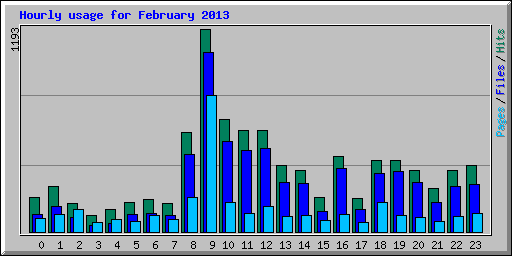 Hourly usage for February 2013
1193
Pages / Files / Hits
0 1 2 3 4 5 6 7 8 9 10 11 12 13 14 15 16 17 18 19 20 21 22 23